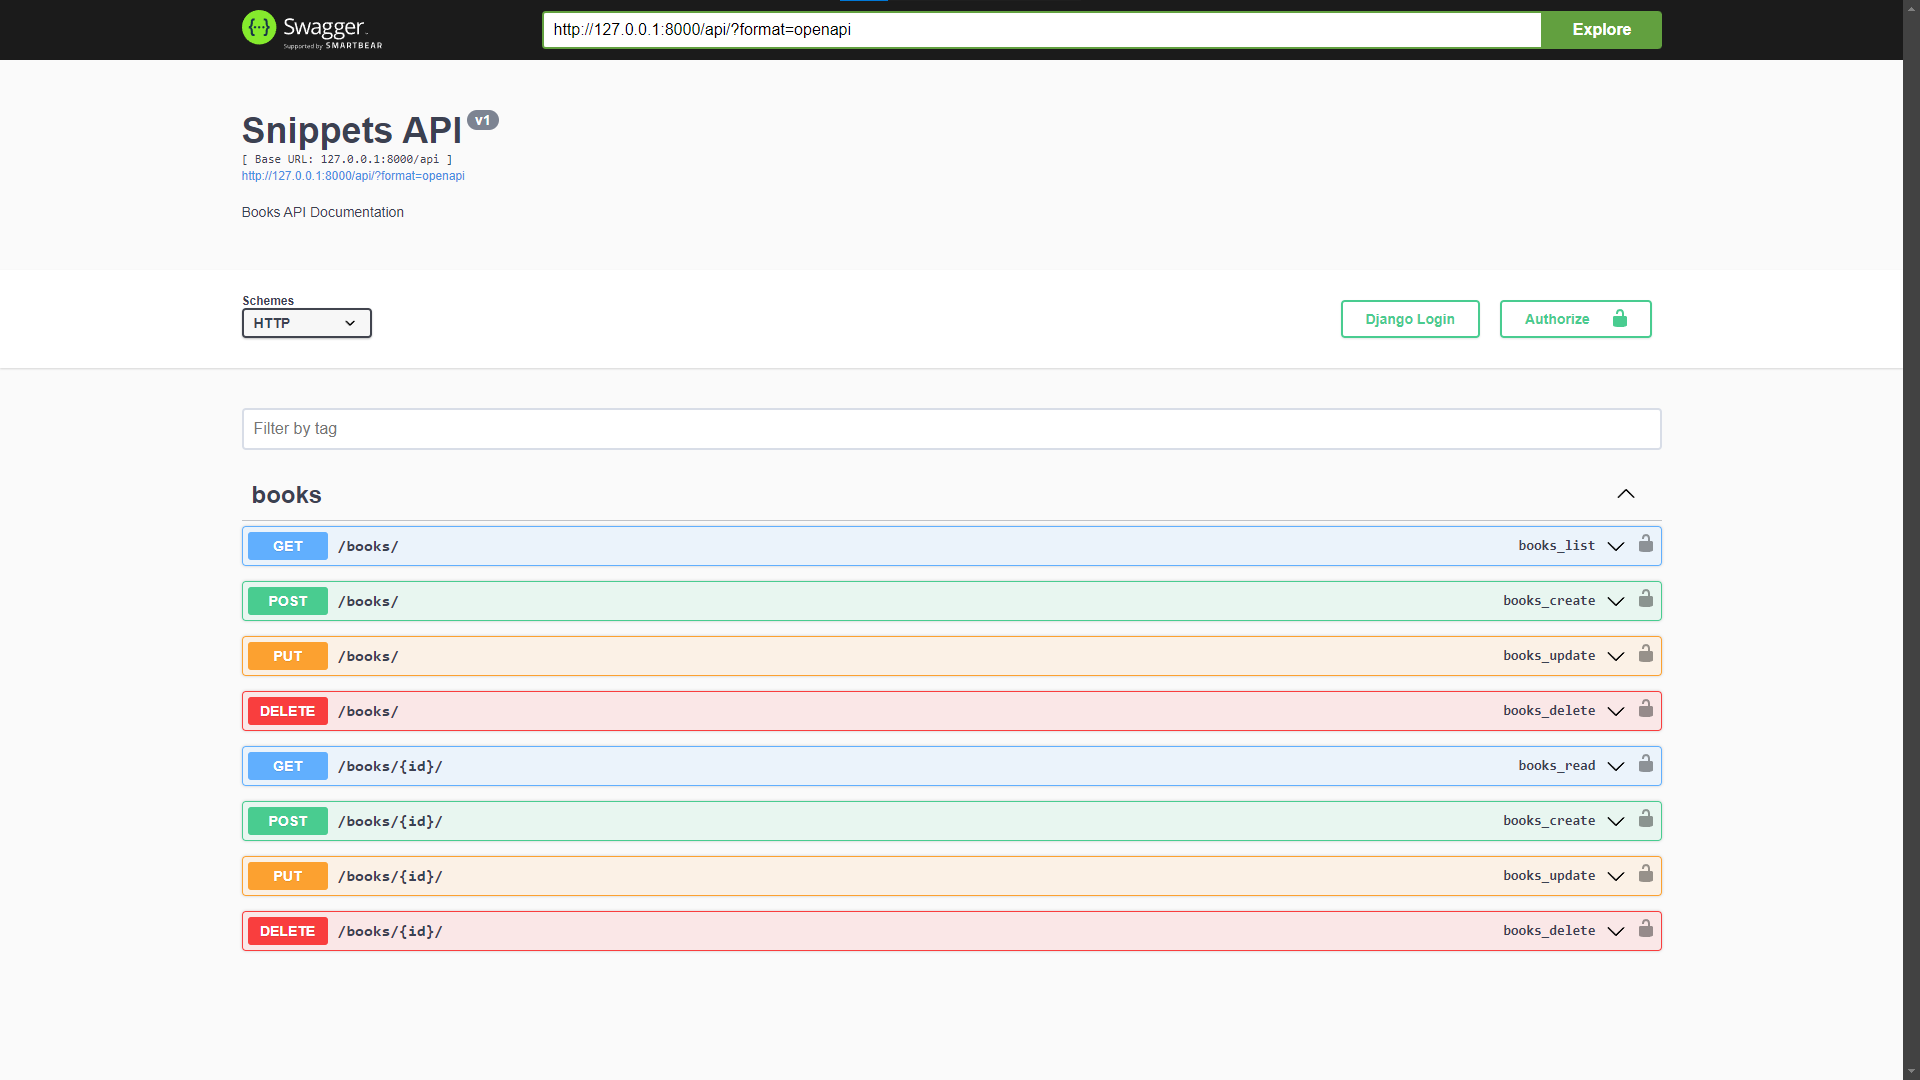 Swagger.
Supported by SMARTBEAR
http://127.0.0.1:8000/api/?format=openapi
Explore
Snippets API v1
[ Base URL: 127.0.0.1:8000/api ]
http://127.0.0.1:8000/api/?format=openapi
Books API Documentation
Schemes
HTTP
Django Login
Authorize
Filter by tag
books
GET /books/ books_list
POST /books/ books_create
PUT /books/ books_update
DELETE /books/ books_delete
GET /books/{id}/ books_read
POST /books/{id}/ books_create
PUT /books/{id}/ books_update
DELETE /books/{id}/ books_delete